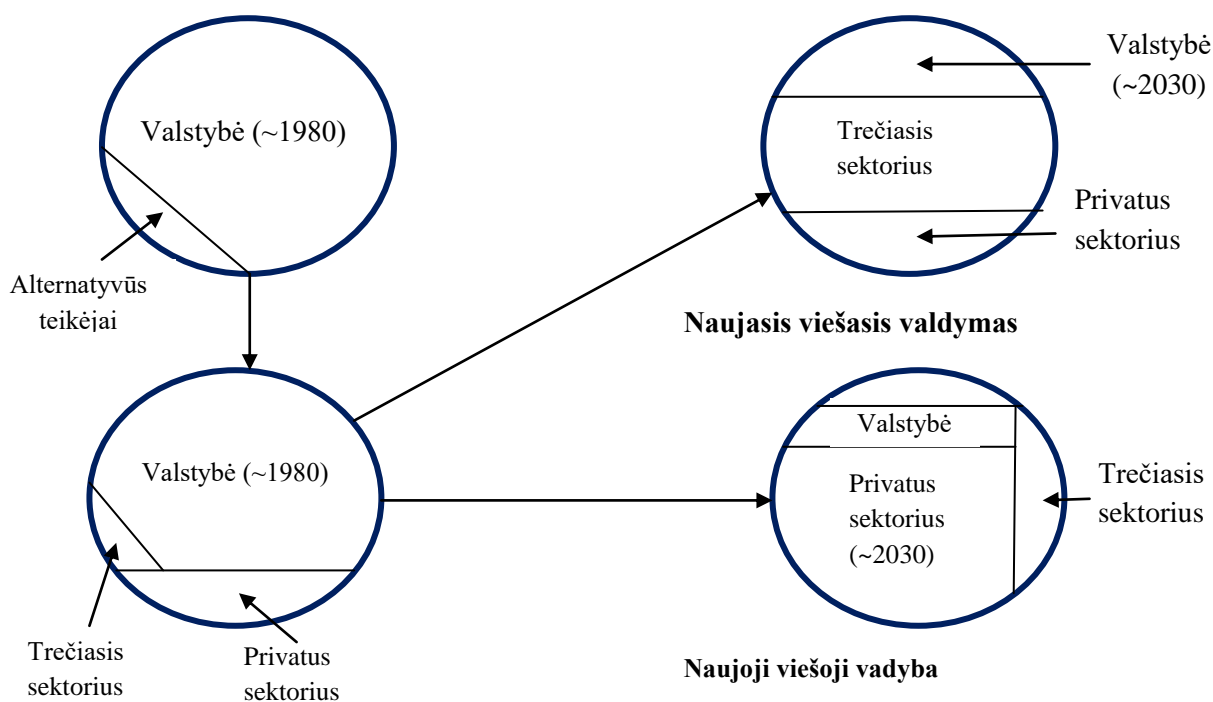 Valstybė (~1980)
Alternatyvūs
teikėjai
Valstybė
(~2030)
Trečiasis
sektorius
Privatus
sektorius
Naujasis viešasis valdymas
Valstybė (~1980)
Trečiasis
sektorius
Privatus
sektorius
Valstybė
Privatus
sektorius
(~2030)
Trečiasis
sektorius
Naujoji viešoji vadyba